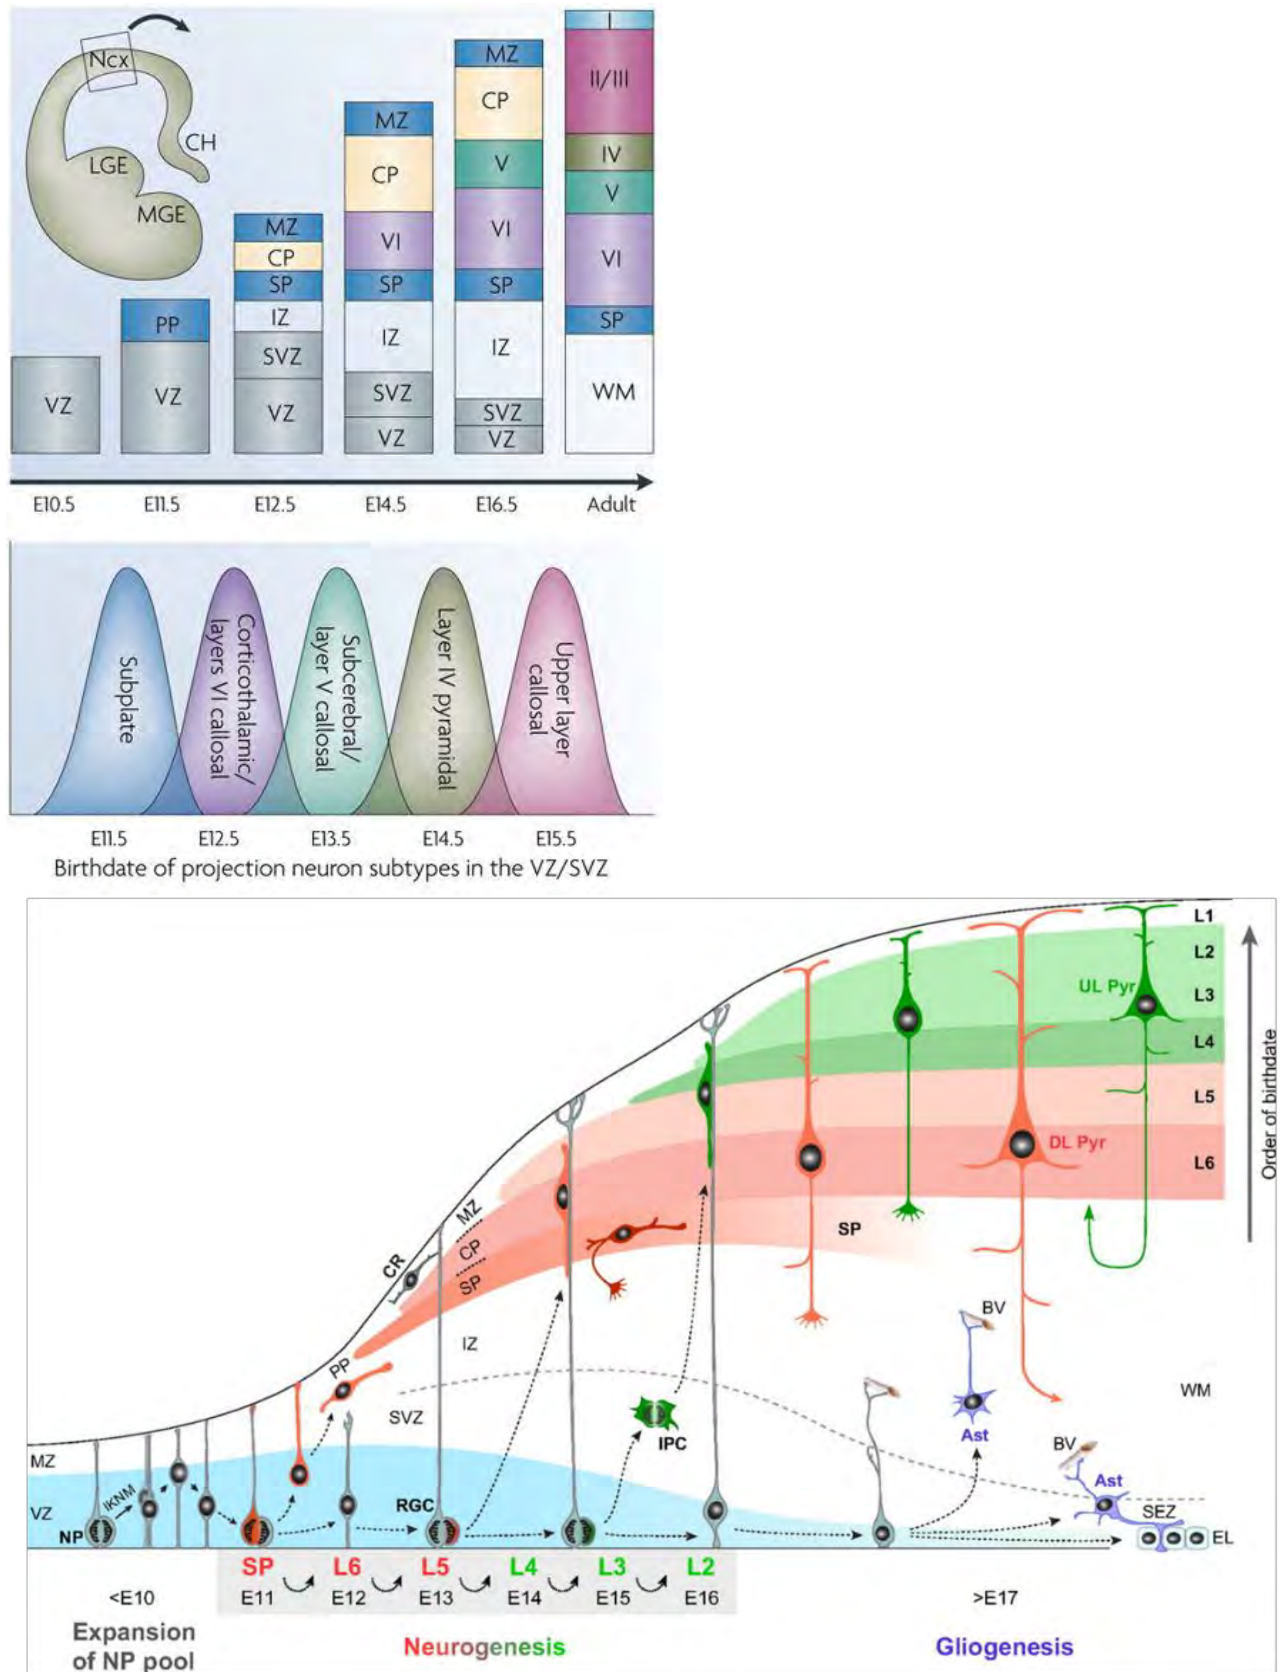 Ncx
CH
LGE
MGE
VZ
PP
VZ
MZ
CP
SP
IZ
SVZ
VZ
MZ
CP
VI
SP
IZ
SVZ
VZ
MZ
CP
V
VI
SP
IZ
SVZ
VZ
I
II/III
IV
V
VI
SP
WM
E10.5
E11.5
E12.5
E14.5
E16.5
Adult
Subplate
Corticothalamic/
layers VI callosal
Subcerebral/
layer V callosal
Layer IV pyramidal
Upper layer
callosal
E11.5
E12.5
E13.5
E14.5
E15.5
Birthdate of projection neuron subtypes in the VZ/SVZ
L1
L2
UL Pyr
L3
L4
L5
DL Pyr
L6
Order of birthdate
MZ
CP
SP
CR
SP
IZ
PP
SVZ
IPC
BV
Ast
WM
BV
Ast
SEZ
EL
MZ
VZ
NP
IKNM
RGC
SP
L6
L5
L4
L3
L2
<E10
E11
E12
E13
E14
E15
E16
>E17
Expansion
of NP pool
Neurogenesis
Gliogenesis